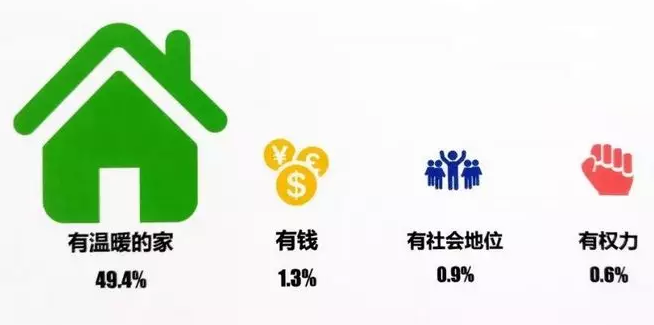 ¥ £
$
有温暖的家
49.4%
有钱
1.3%
有社会地位
0.9%
有权力
0.6%